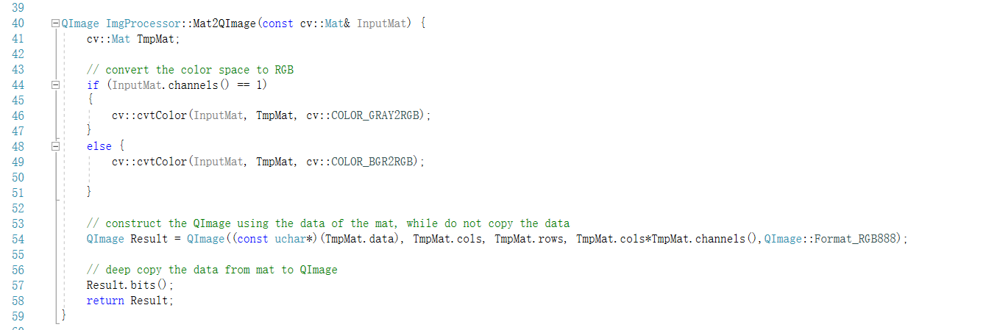 39
40 QImage ImgProcessor::Mat2QImage(const cv::Mat& InputMat) {
41 cv::Mat TmpMat;
42
43 // convert the color space to RGB
44 if (InputMat.channels() == 1)
45 {
46 cv::cvtColor(InputMat, TmpMat, cv::COLOR_GRAY2RGB);
47 }
48 else {
49 cv::cvtColor(InputMat, TmpMat, cv::COLOR_BGR2RGB);
50
51 }
52
53 // construct the QImage using the data of the mat, while do not copy the data
54 QImage Result = QImage((const uchar*)(TmpMat.data), TmpMat.cols, TmpMat.rows, TmpMat.cols*TmpMat.channels(),QImage::Format_RGB888);
55
56 // deep copy the data from mat to QImage
57 Result.bits();
58 return Result;
59 }